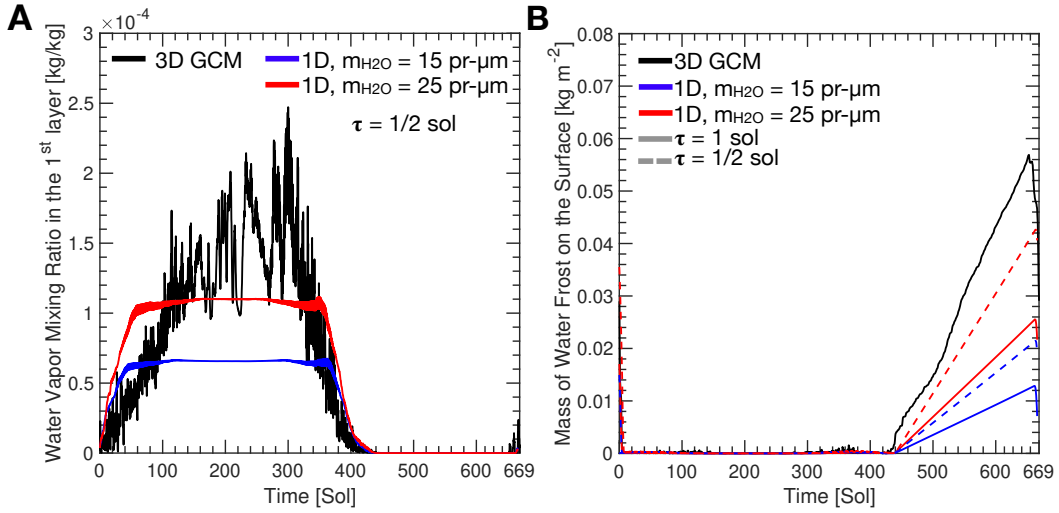 A
×10⁻⁴
Water Vapor Mixing Ratio in the 1ˢᵗ layer [kg/kg]
3
2.5
2
1.5
1
0.5
0
3D GCM
1D, mH2O = 15 pr-μm
1D, mH2O = 25 pr-μm
τ = 1/2 sol
0 100 200 300 400 500 600 669
Time [Sol]
B
Mass of Water Frost on the Surface [kg m⁻²]
0.08
0.07
0.06
0.05
0.04
0.03
0.02
0.01
0
3D GCM
1D, mH2O = 15 pr-μm
1D, mH2O = 25 pr-μm
τ = 1 sol
τ = 1/2 sol
0 100 200 300 400 500 600 669
Time [Sol]